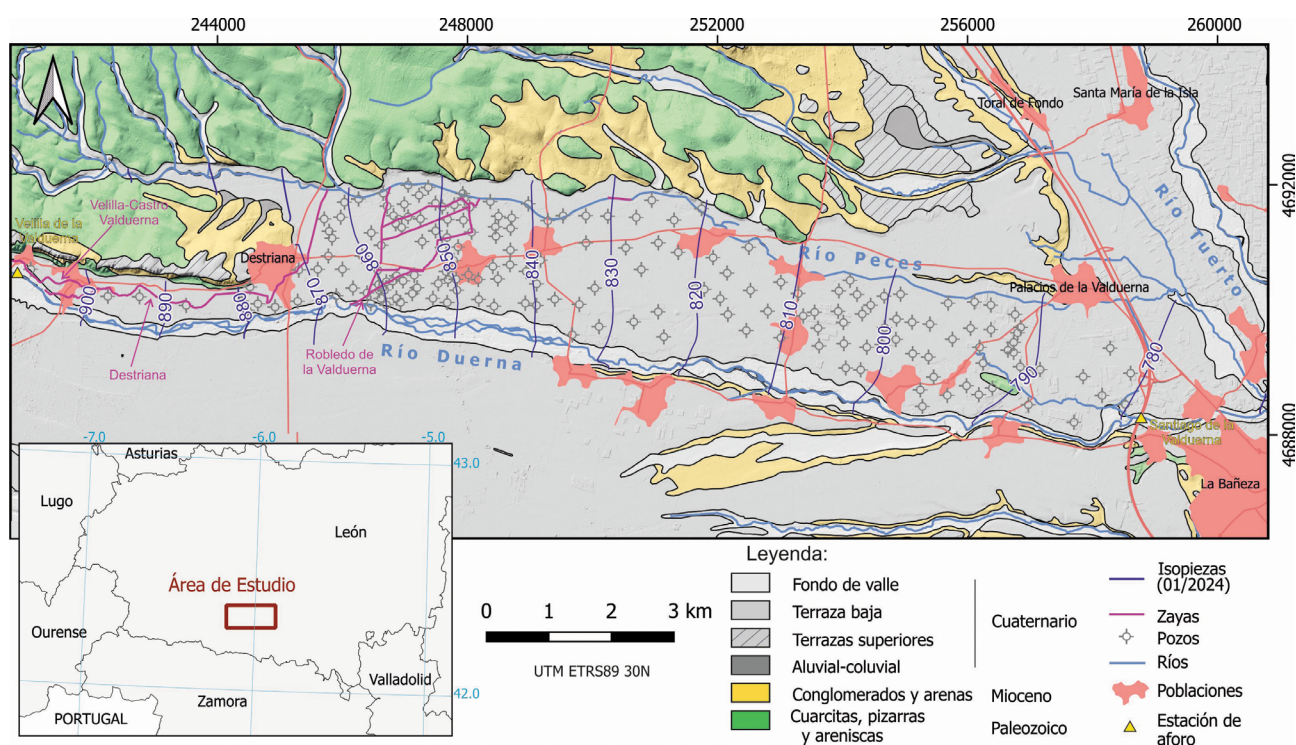 244000
248000
252000
256000
260000
4692000
4688000
Toral de Fondo
Santa María de la Isla
Velilla-Castro
Valduerna
Velilla de la
Valduerna
Destriana
Río Tuerto
Río Peces
Palacios de la Valduerna
900
890
880
870
860
850
840
830
820
810
800
790
780
Destriana
Robledo de
la Valduerna
Río Duerna
Santiago de la
Valduerna
La Bañeza
-7.0
-6.0
-5.0
43.0
42.0
Asturias
Lugo
León
Área de Estudio
Ourense
Zamora
Valladolid
PORTUGAL
0 1 2 3 km
UTM ETRS89 30N
Leyenda:
Fondo de valle
Terraza baja
Terrazas superiores
Aluvial-coluvial
Conglomerados y arenas
Cuarcitas, pizarras
y areniscas
Cuaternario
Mioceno
Paleozoico
Isopiezas
(01/2024)
Zayas
Pozos
Ríos
Poblaciones
Estación de
aforo